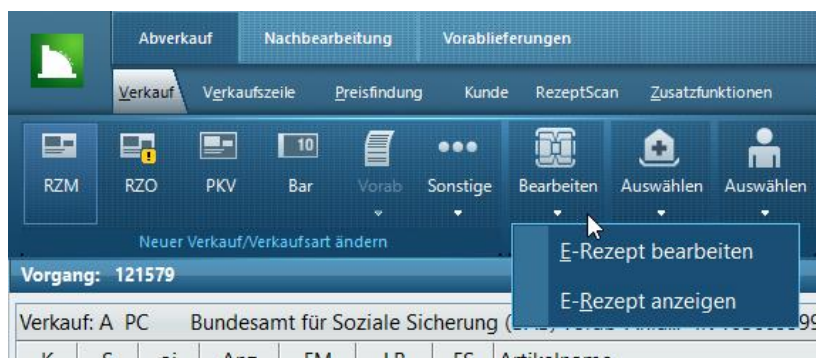 Abverkauf Nachbearbeitung Vorablieferungen
Verkauf Verkaufszeile Preisfindung Kunde RezeptScan Zusatzfunktionen
10
RZM RZO PKV Bar Vorab Sonstige Bearbeiten Auswählen Auswählen
Neuer Verkauf/Verkaufsart ändern
E-Rezept bearbeiten
Vorgang: 121579
E-Rezept anzeigen
Verkauf: A PC Bundesamt für Soziale Sicherung
Artikelname